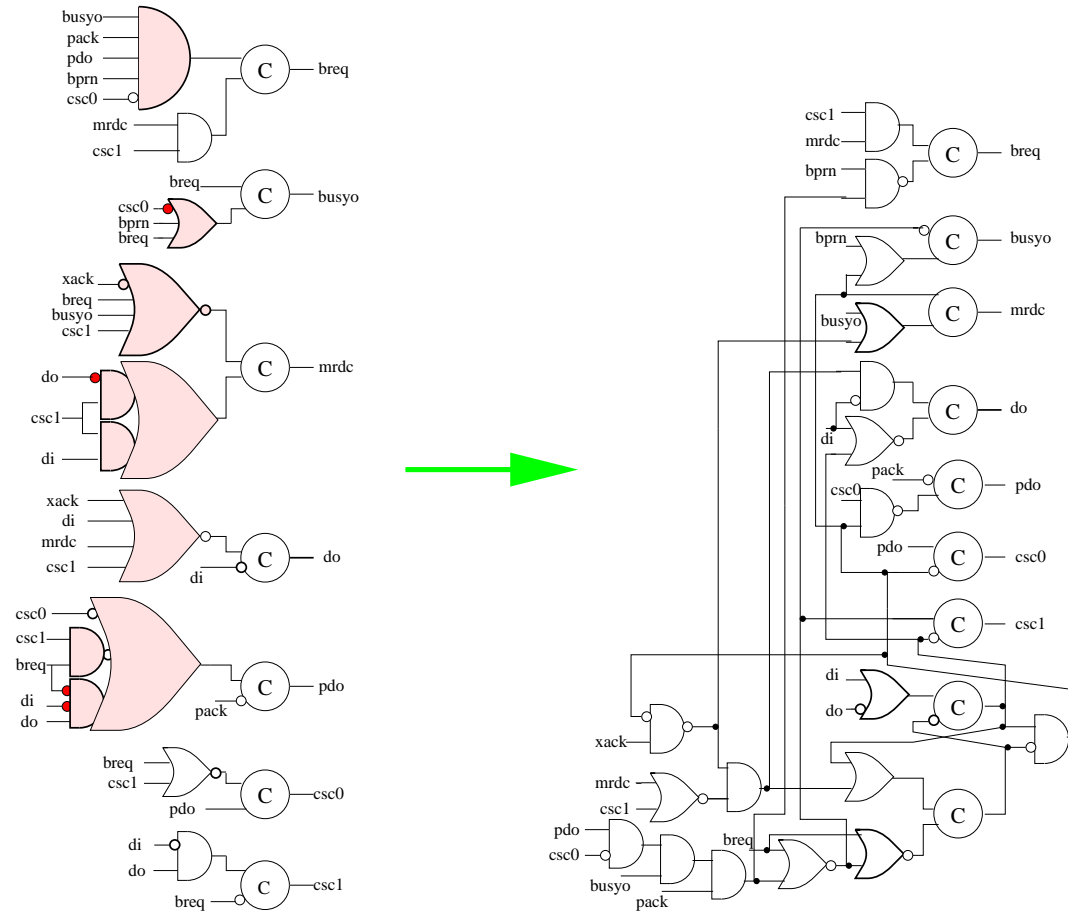 busyo
pack
pdo
bprn
csc0
C
breq
mrdc
csc1
breq
C
busyo
csc0
bprn
breq
xack
breq
busyo
csc1
C
mrdc
do
csc1
di
xack
di
mrdc
csc1
C
do
di
csc0
csc1
breq
di
do
C
pdo
pack
breq
csc1
C
csc0
pdo
di
do
C
csc1
breq
csc1
mrdc
C
breq
bprn
bprn
C
busyo
busyo
C
mrdc
C
do
di
pack
C
pdo
csc0
pdo
C
csc0
C
csc1
di
do
C
xack
mrdc
csc1
C
pdo
csc0
breq
busyo
pack